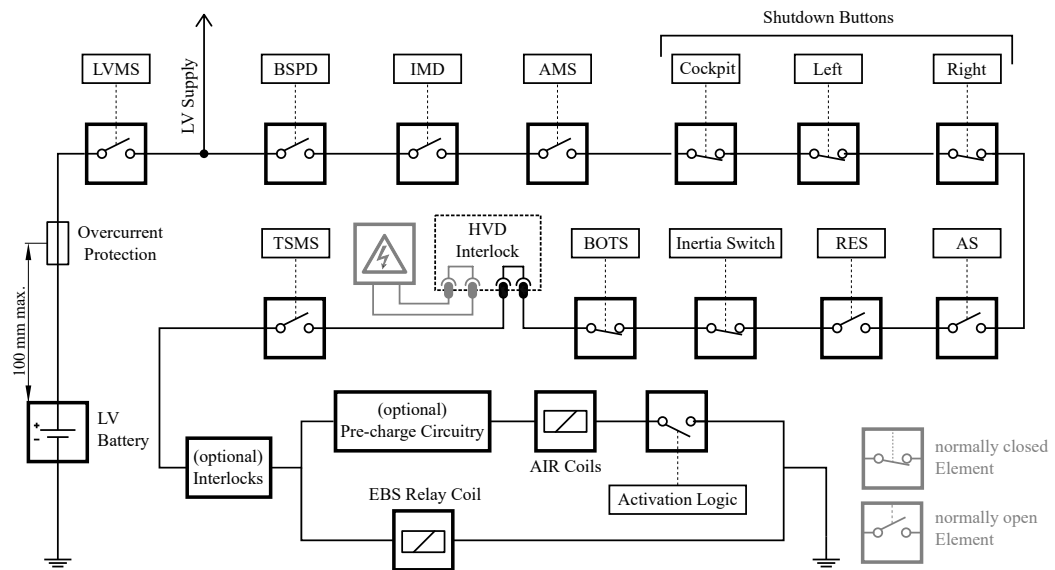 Shutdown Buttons
LVMS
LV Supply
BSPD
IMD
AMS
Cockpit
Left
Right
Overcurrent
Protection
100 mm max.
TSMS
HVD
Interlock
BOTS
Inertia Switch
RES
AS
+
-
LV
Battery
(optional)
Interlocks
(optional)
Pre-charge Circuitry
AIR Coils
Activation Logic
EBS Relay Coil
normally closed
Element
normally open
Element